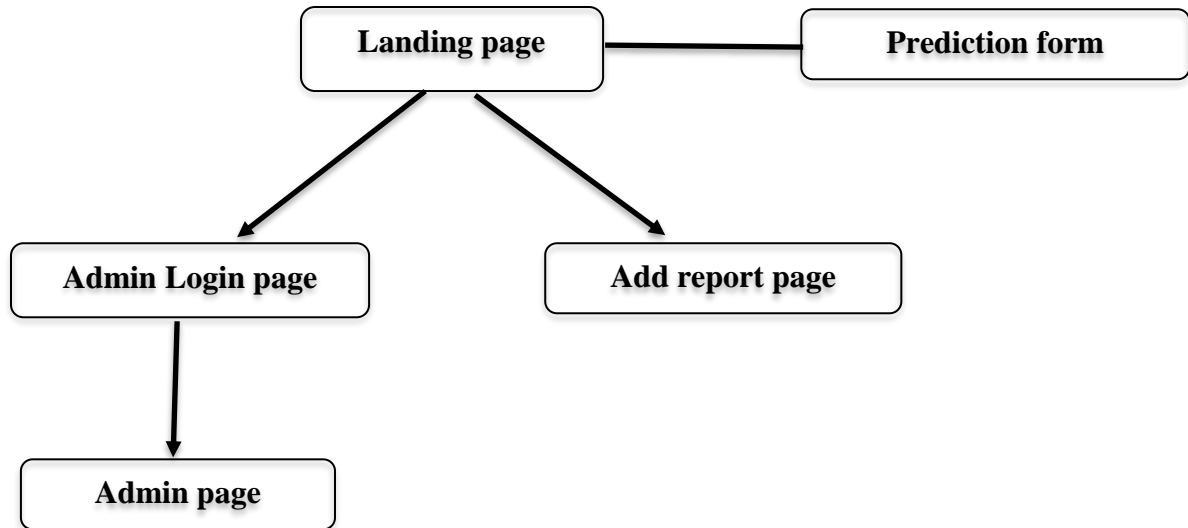 Landing page
Prediction form
Admin Login page
Add report page
Admin page